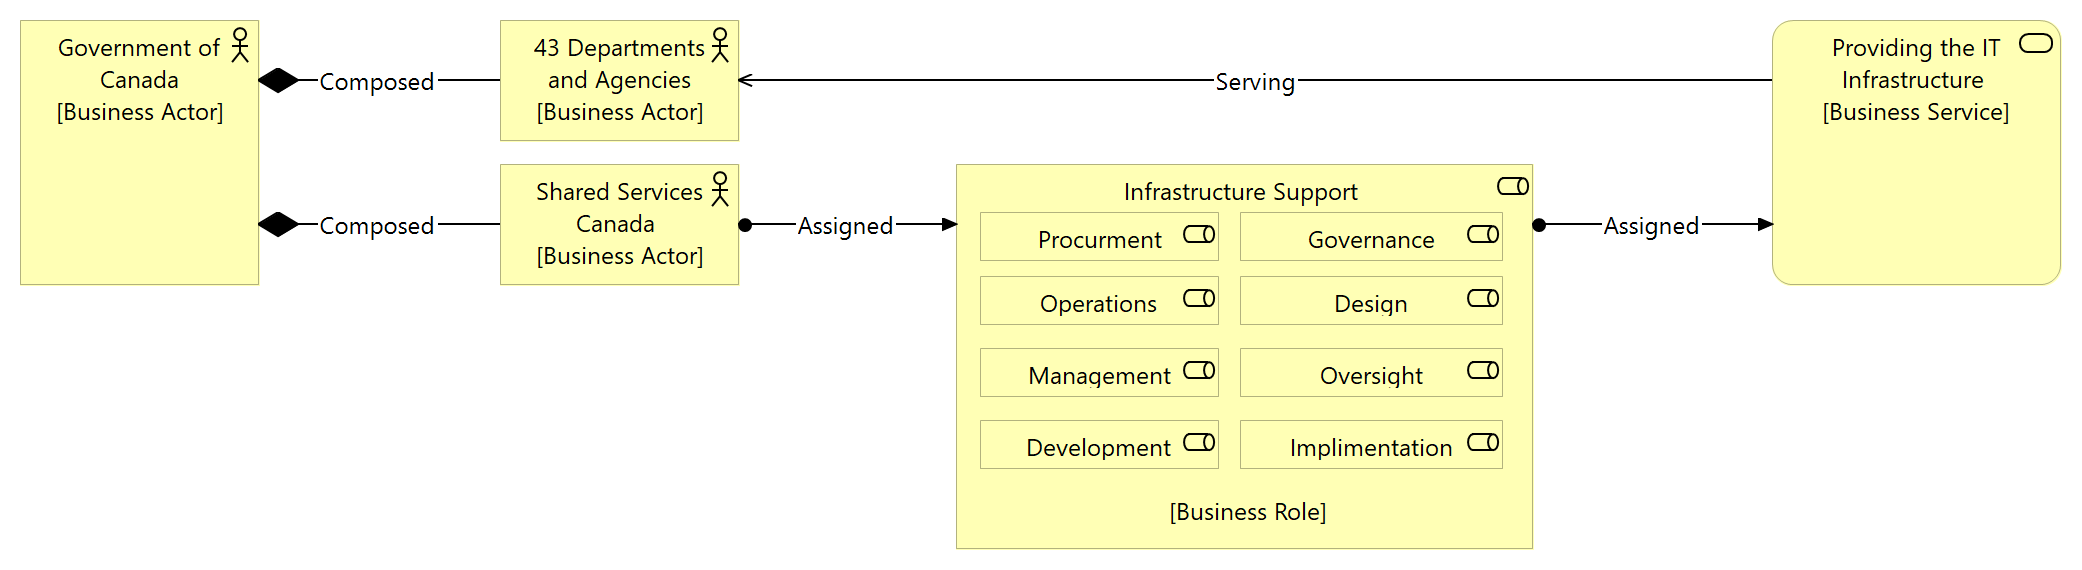 Government of
Canada
[Business Actor]
Composed
43 Departments
and Agencies
[Business Actor]
Serving
Providing the IT
Infrastructure
[Business Service]
Composed
Shared Services
Canada
[Business Actor]
Assigned
Infrastructure Support
Procurment
Governance
Operations
Design
Management
Oversight
Development
Implimentation
[Business Role]
Assigned